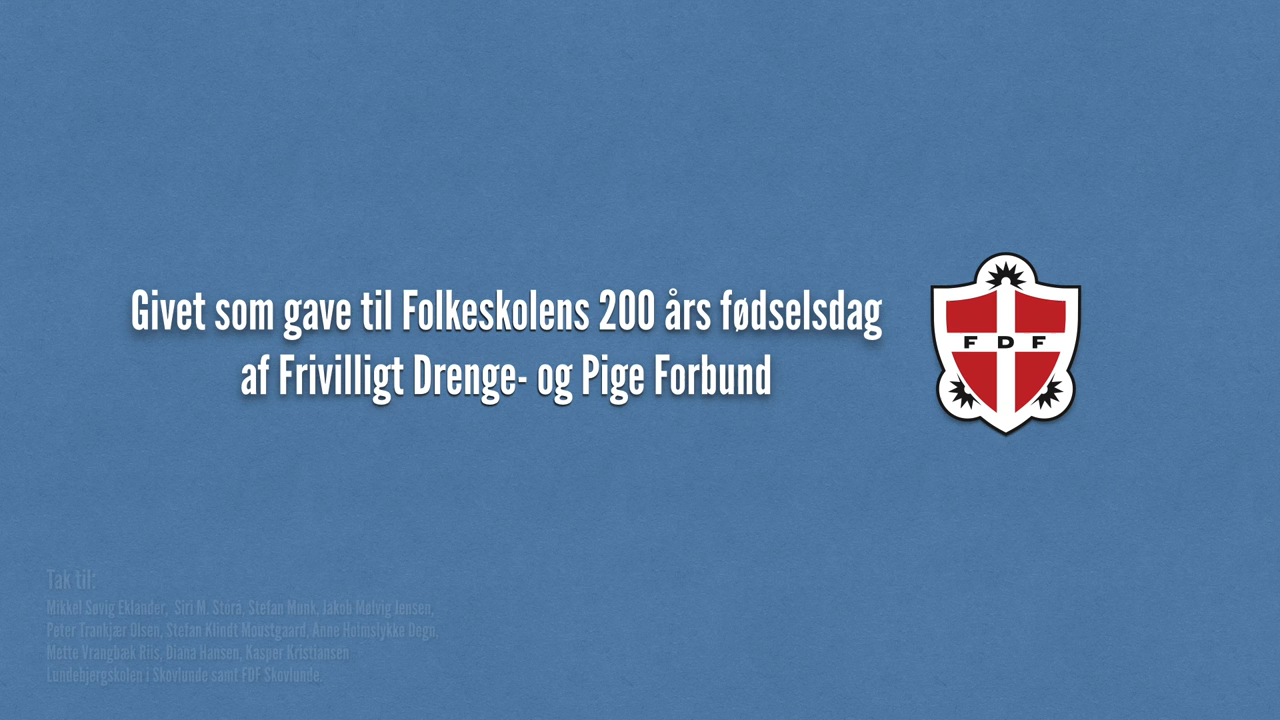 Givet som gave til Folkeskolens 200 års fødselsdag
af Frivilligt Drenge- og Pige Forbund
F D F
Tak til:
Mikkel Søvig Eklander, Siri M. Storå, Stefan Munk, Jakob Mølvig Jensen,
Peter Trankjær Olsen, Stefan Klindt Moustgaard, Anne Holmslykke Degn,
Mette Vrangbæk Riis, Diana Hansen, Kasper Kristiansen
Lundebjergskolen i Skovlunde samt FDF Skovlunde.